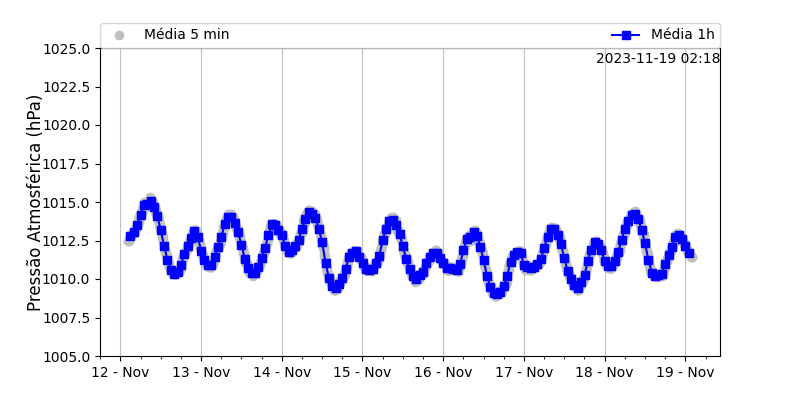 Média 5 min
Média 1h
2023-11-19 02:18
Pressão Atmosférica (hPa)
1025.0
1022.5
1020.0
1017.5
1015.0
1012.5
1010.0
1007.5
1005.0
12 - Nov
13 - Nov
14 - Nov
15 - Nov
16 - Nov
17 - Nov
18 - Nov
19 - Nov